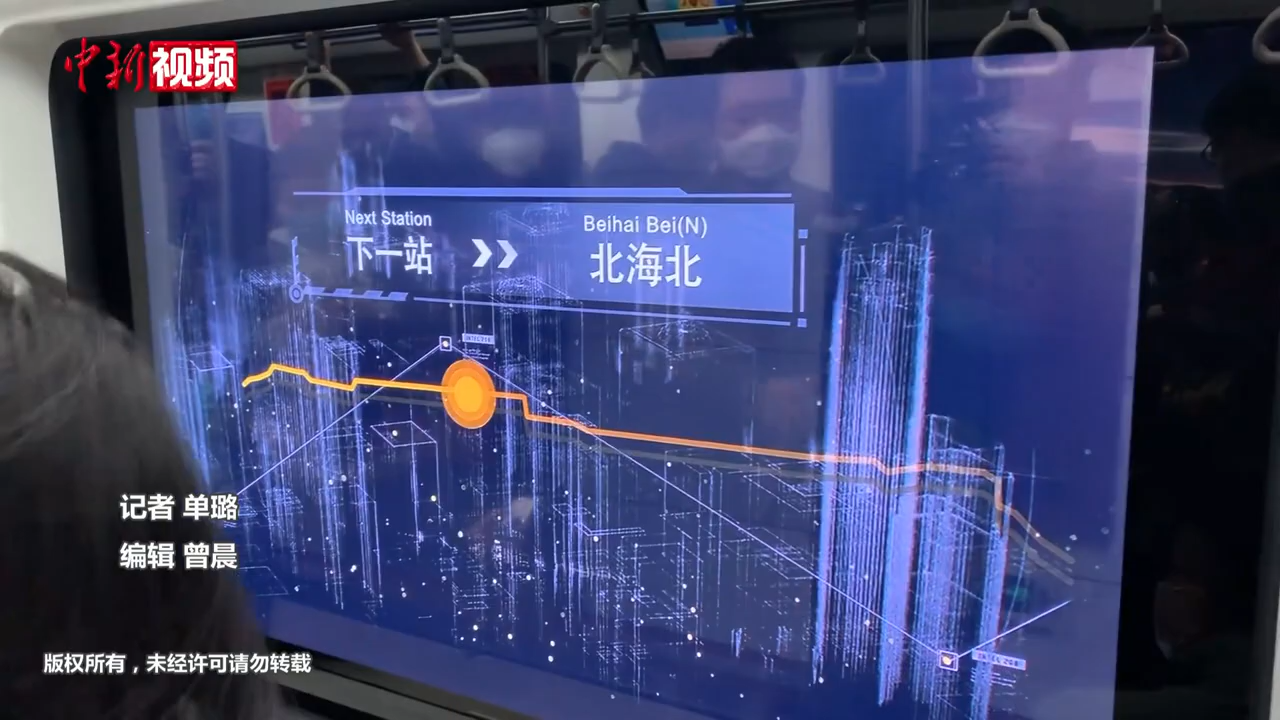 中新视频
Next Station
下一站
Beihai Bei(N)
北海北
记者 单璐
编辑 曾晨
版权所有，未经许可请勿转载